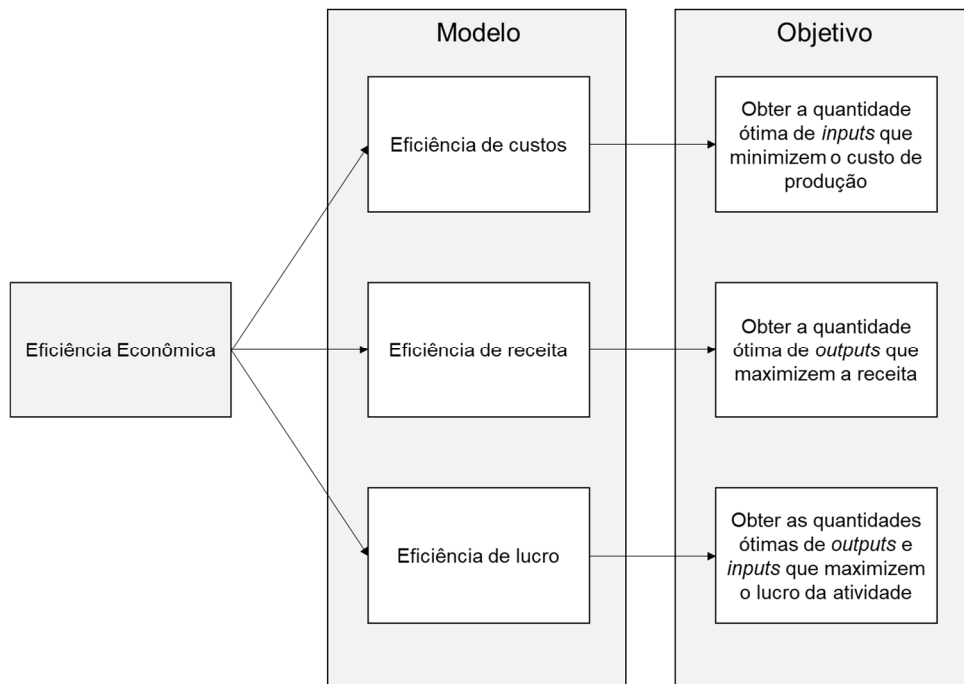 Modelo
Objetivo
Eficiência Econômica
Eficiência de custos
Obter a quantidade
ótima de inputs que
minimizem o custo de
produção
Eficiência de receita
Obter a quantidade
ótima de outputs que
maximizem a receita
Eficiência de lucro
Obter as quantidades
ótimas de outputs e
inputs que maximizem
o lucro da atividade